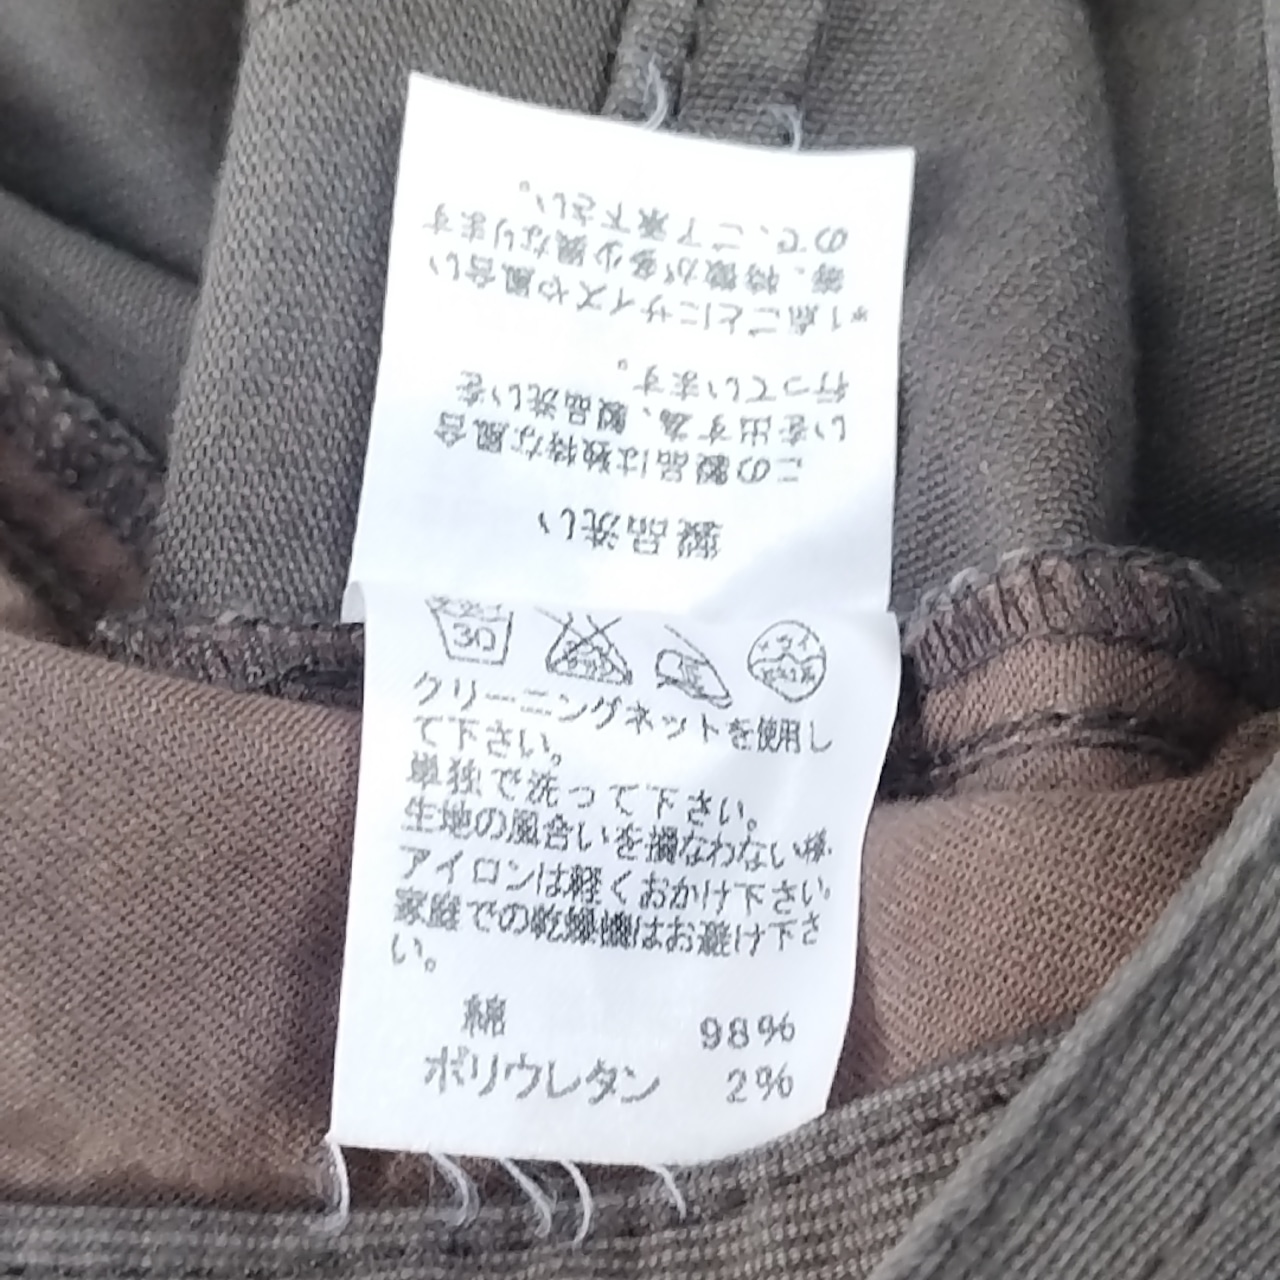 製品洗い
この製品は独特な風合
いを出す為、製品洗いを
行っています。
*1点ごとにサイズや風合い
等、特徴が多少異なります
ので、ご了承下さい。
30
クリーニングネットを使用し
て下さい。
単独で洗って下さい。
生地の風合いを損なわない様、
アイロンは軽くおかけ下さい。
家庭での乾燥機はお避け下さ
い。
綿 98%
ポリウレタン 2%